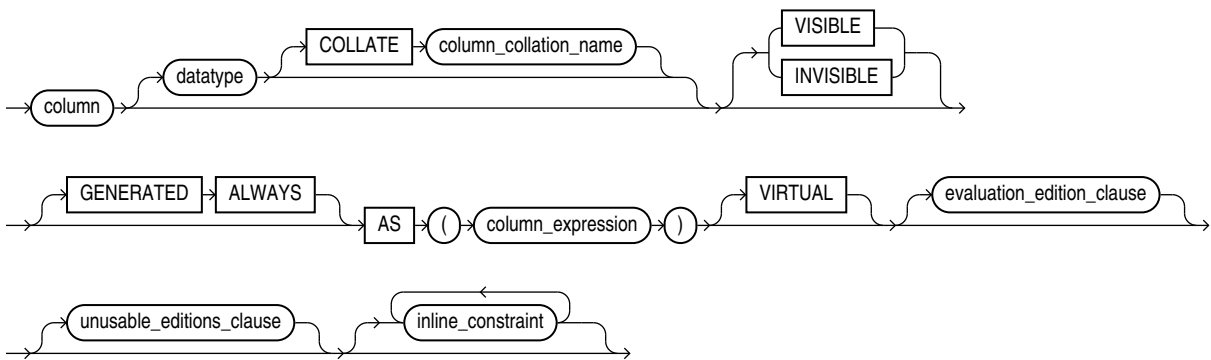 COLLATE column_collation_name VISIBLE
datatype INVISIBLE
column
GENERATED ALWAYS VIRTUAL evaluation_edition_clause
AS ( column_expression )
unusable_editions_clause inline_constraint